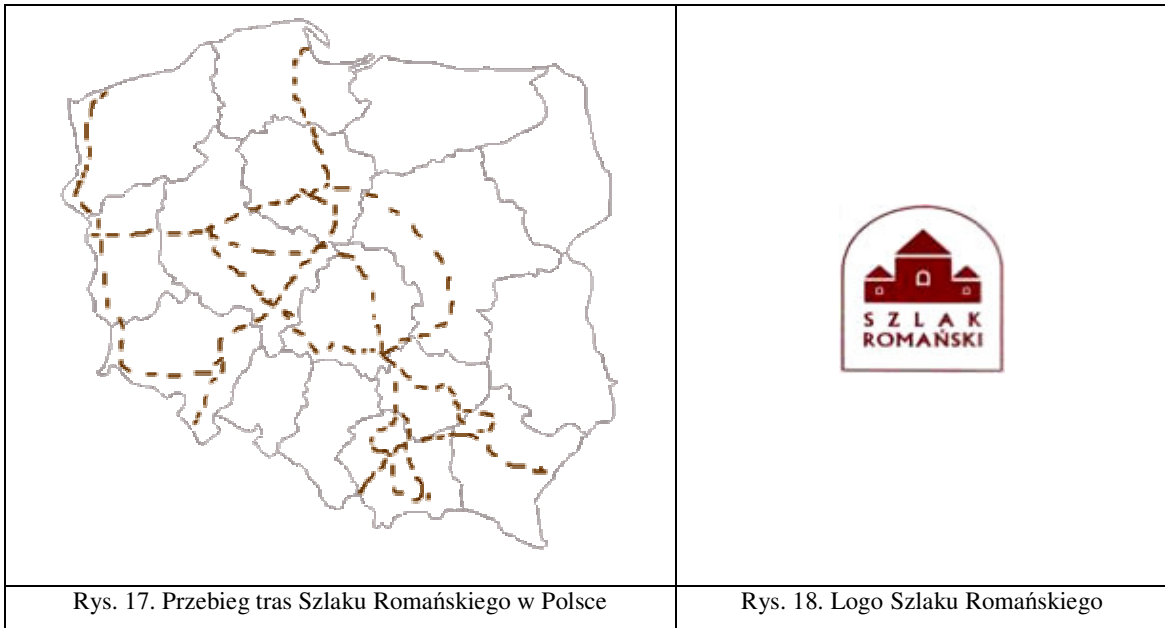 SZLAK
ROMAŃSKI
Rys. 17. Przebieg tras Szlaku Romańskiego w Polsce
Rys. 18. Logo Szlaku Romańskiego